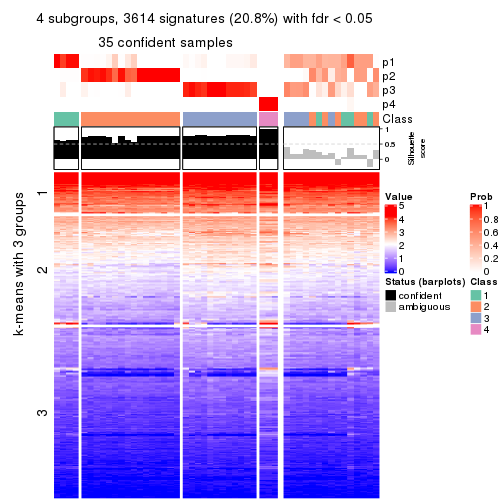 4 subgroups, 3614 signatures (20.8%) with fdr < 0.05
35 confident samples
p1
p2
p3
p4
Class
1
0.5
0
Silhouette
score
k-means with 3 groups
1
2
3
Value
5
4
3
2
1
0
Prob
1
0.8
0.6
0.4
0.2
0
Status (barplots)
confident
ambiguous
Class
1
2
3
4